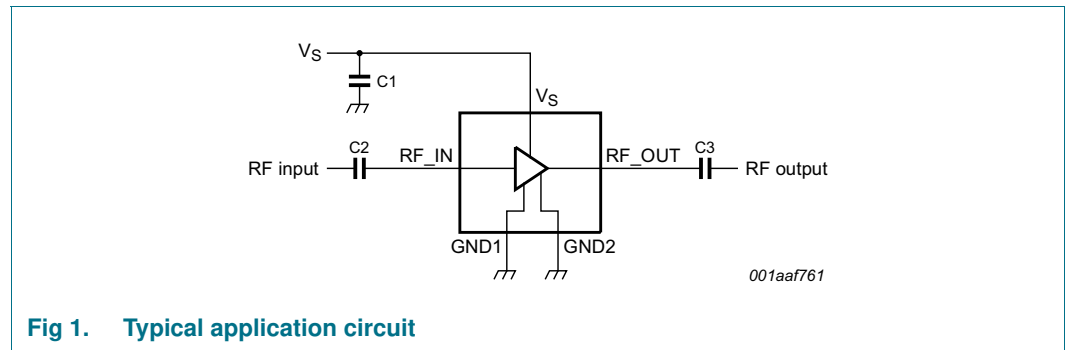 VS
C1
VS
C2
RF input
RF_IN
RF_OUT
C3
RF output
GND1
GND2
001aaf761
Fig 1. Typical application circuit